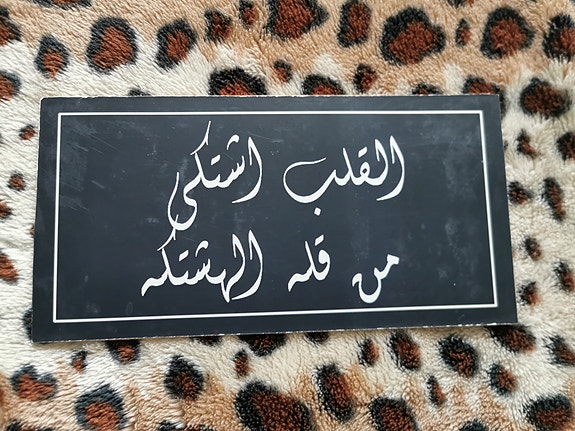 القلب اشتكى
من قله الهشتكه